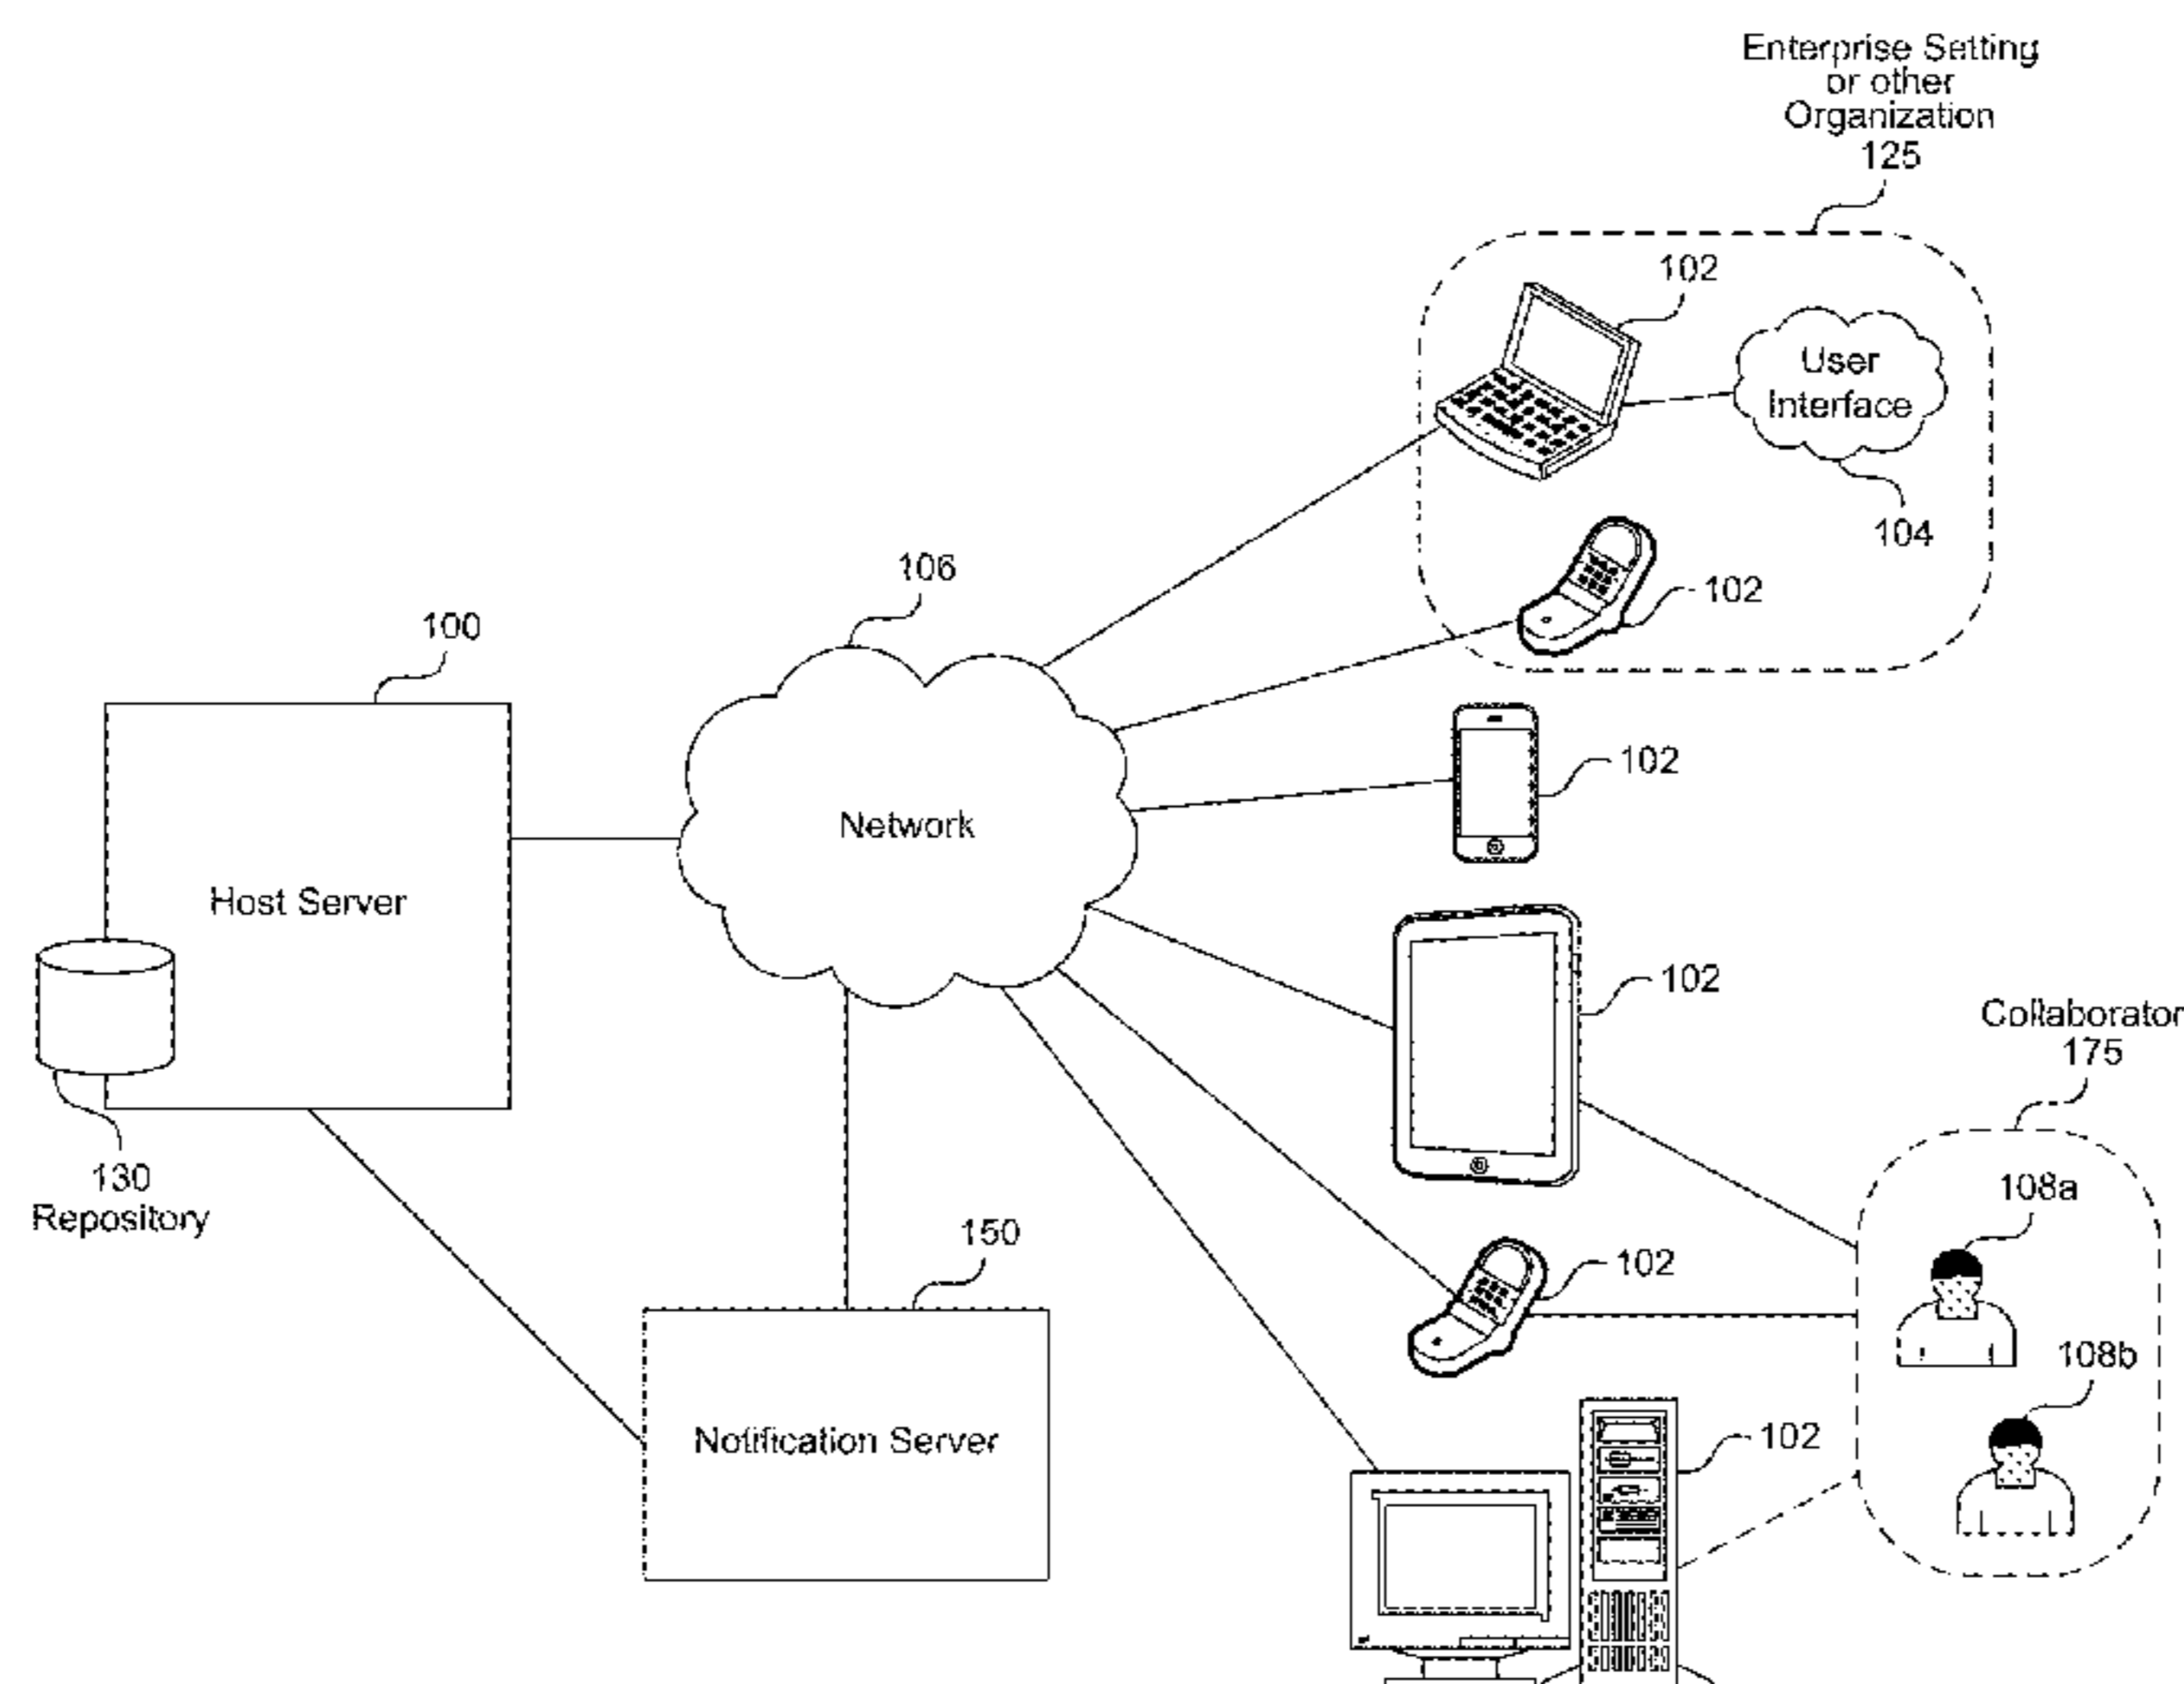 Enterprise Setting
or other
Organization
125
102
User
Interface
104
102
106
100
102
Network
Host Server
102
Collaborator
175
130
Repository
108a
150
102
108b
Notification Server
102